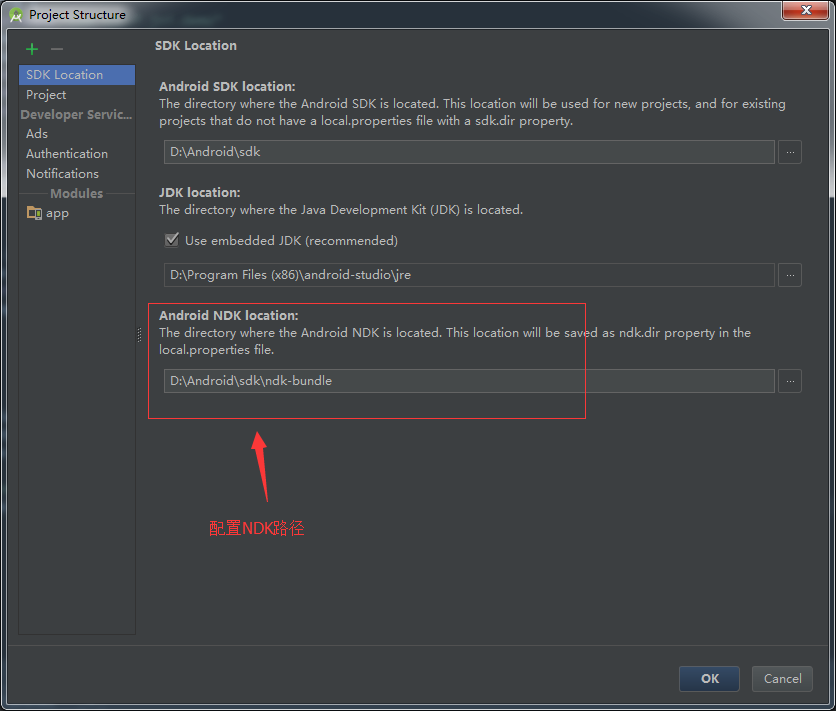 Project Structure
SDK Location
Project
Developer Servic...
Ads
Authentication
Notifications
Modules
app
SDK Location
Android SDK location:
The directory where the Android SDK is located. This location will be used for new projects, and for existing
projects that do not have a local.properties file with a sdk.dir property.
D:\Android\sdk
...
JDK location:
The directory where the Java Development Kit (JDK) is located.
Use embedded JDK (recommended)
D:\Program Files (x86)\android-studio\jre
...
Android NDK location:
The directory where the Android NDK is located. This location will be saved as ndk.dir property in the
local.properties file.
D:\Android\sdk\ndk-bundle
...
配置NDK路径
OK
Cancel